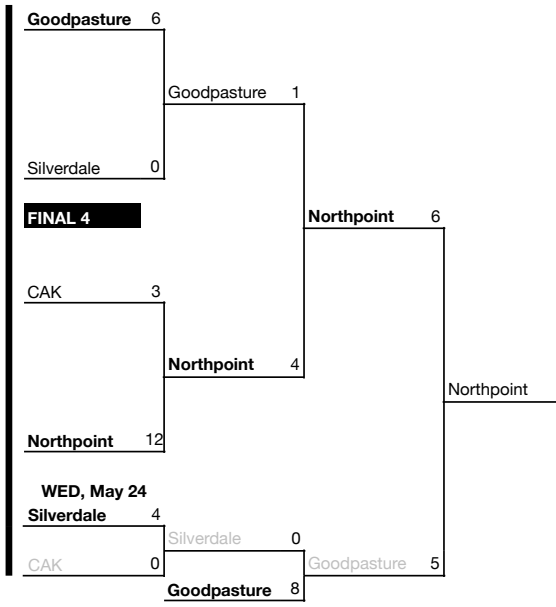 Goodpasture 6
Goodpasture 1
Silverdale 0
FINAL 4
Northpoint 6
CAK 3
Northpoint 4
Northpoint
Northpoint 12
WED, May 24
Silverdale 4
Silverdale 0
CAK 0
Goodpasture 5
Goodpasture 8